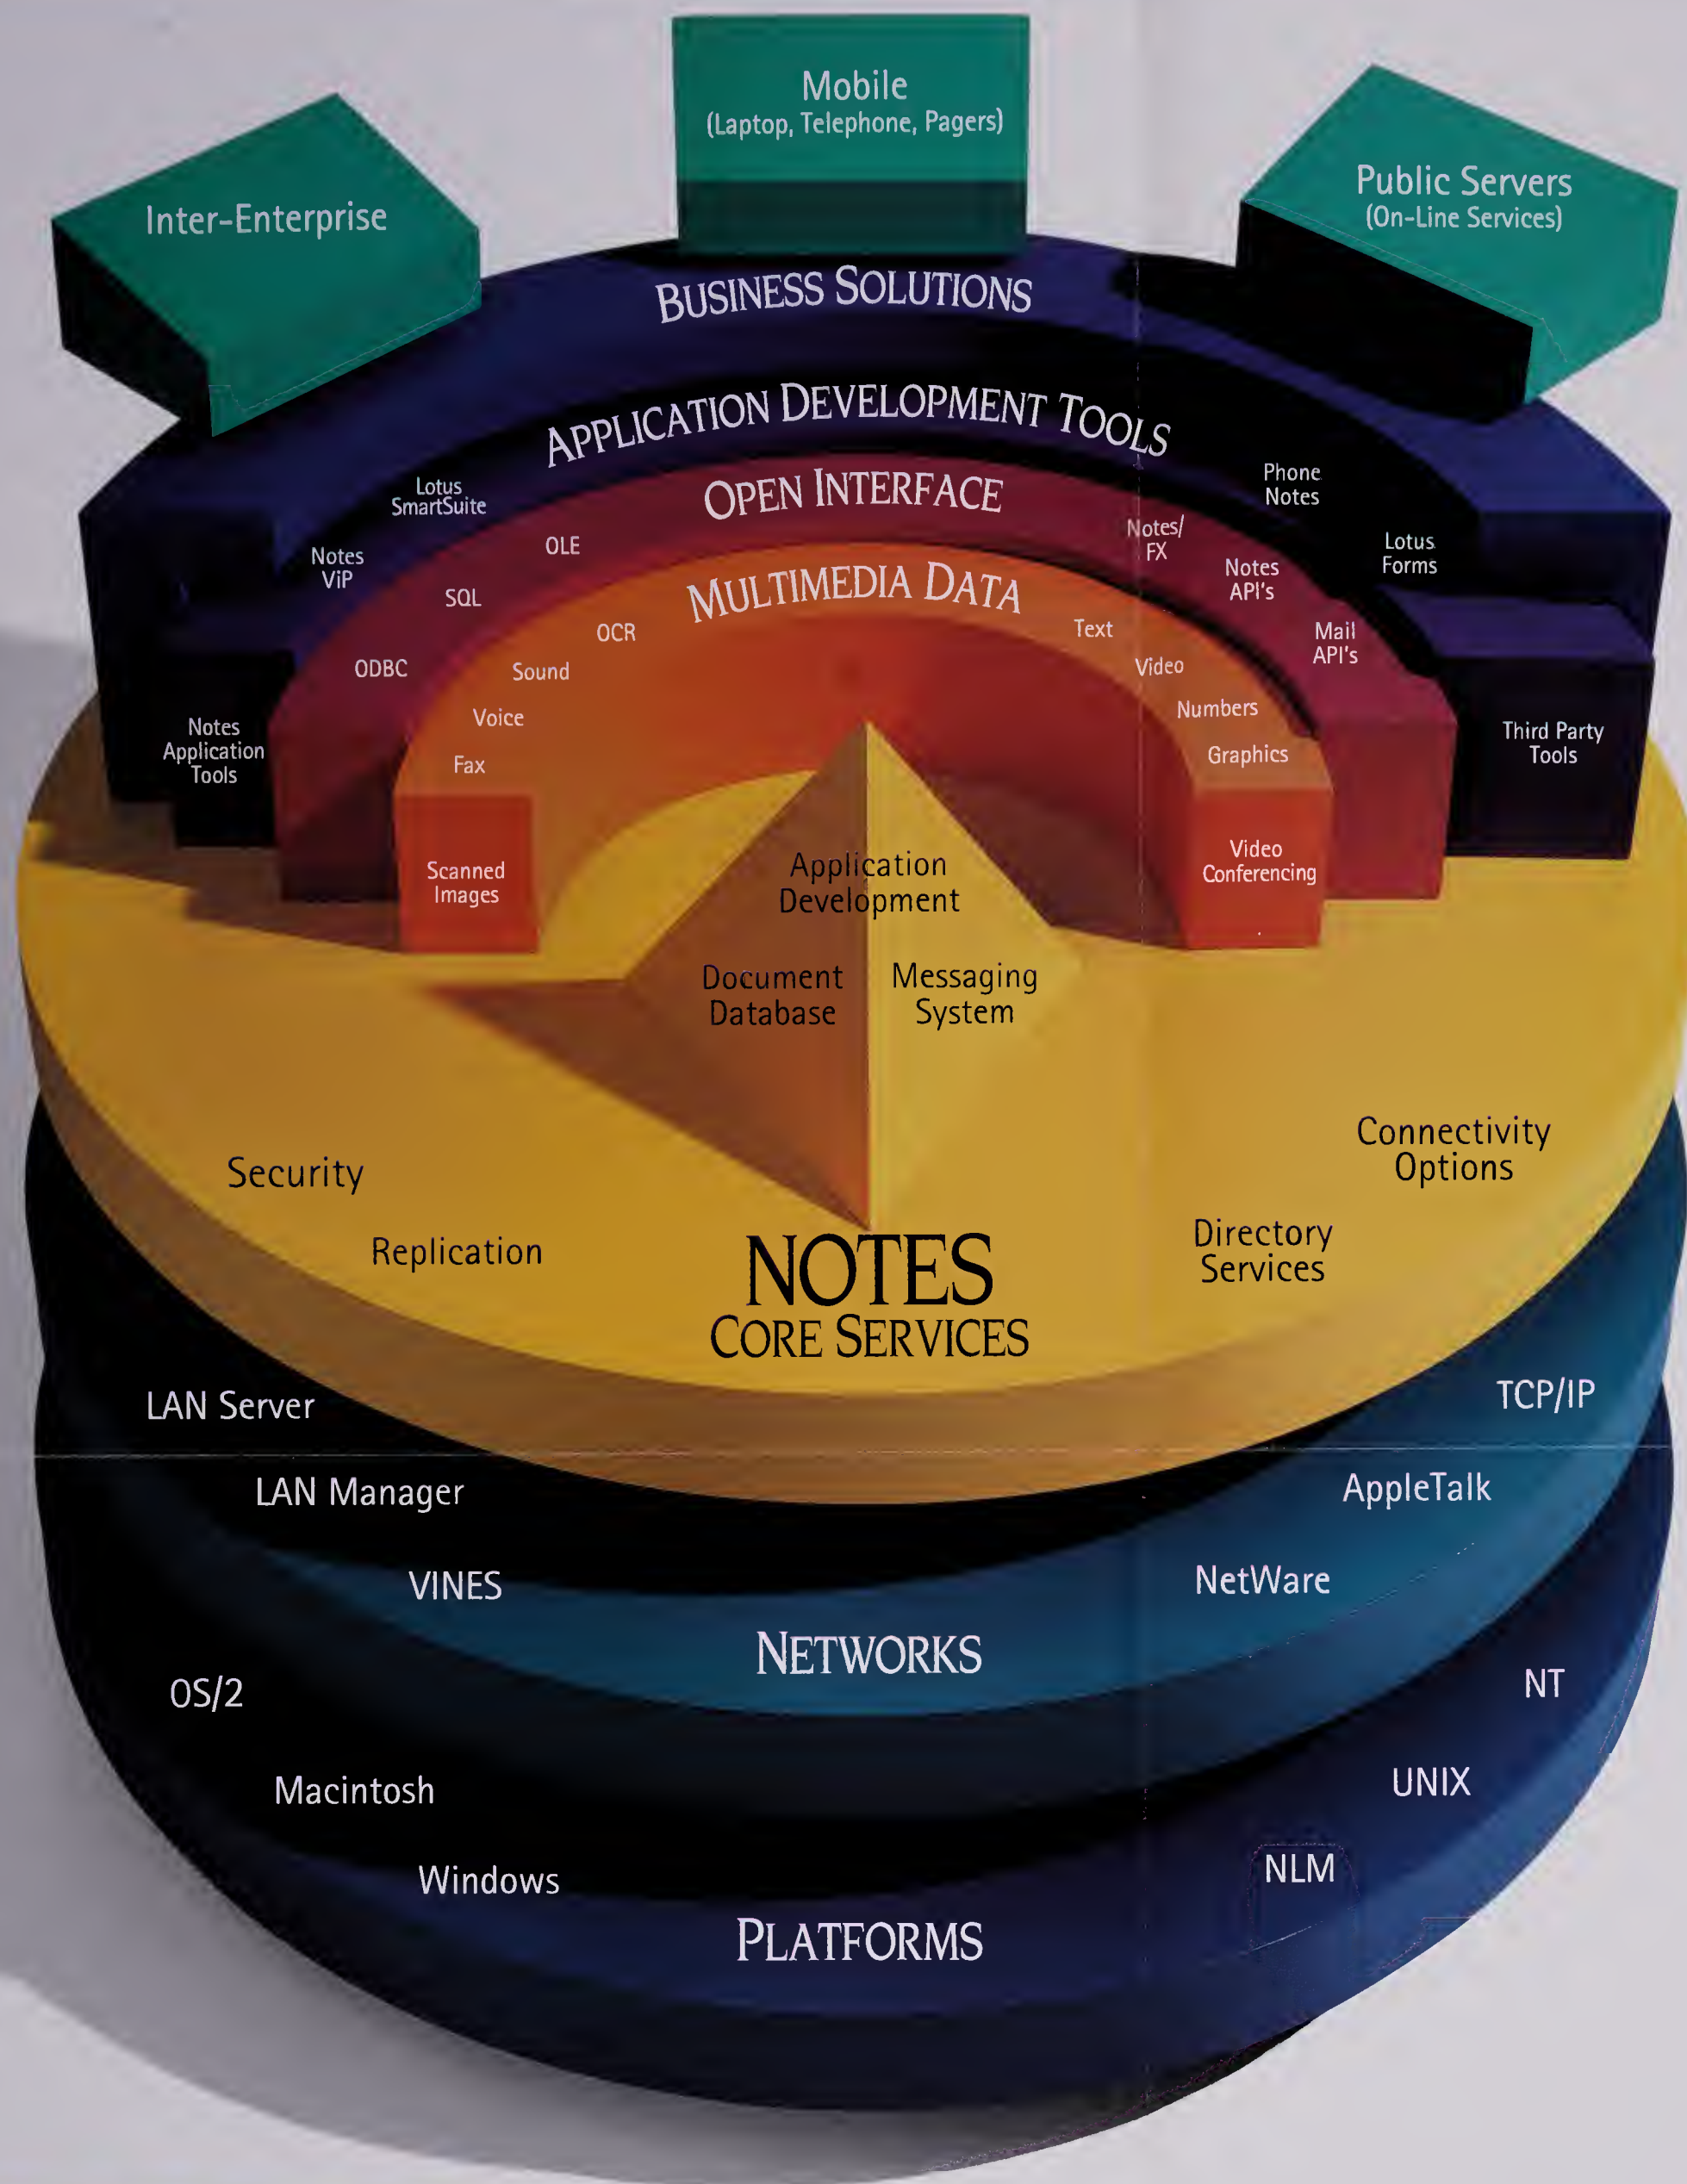 Mobile
(Laptop, Telephone, Pagers)
Inter-Enterprise
Public Servers
(On-Line Services)
BUSINESS SOLUTIONS
APPLICATION DEVELOPMENT TOOLS
Lotus
SmartSuite
Notes
ViP
Notes
Application
Tools
Phone
Notes
Lotus
Forms
Third Party
Tools
OPEN INTERFACE
OLE
SQL
ODBC
Notes/
FX
Notes
API's
Mail
API's
MULTIMEDIA DATA
OCR
Sound
Voice
Fax
Scanned
Images
Text
Video
Numbers
Graphics
Video
Conferencing
Application
Development
Document
Database
Messaging
System
Security
Replication
Connectivity
Options
Directory
Services
NOTES
CORE SERVICES
LAN Server
LAN Manager
VINES
TCP/IP
AppleTalk
NetWare
NETWORKS
OS/2
Macintosh
Windows
NT
UNIX
NLM
PLATFORMS